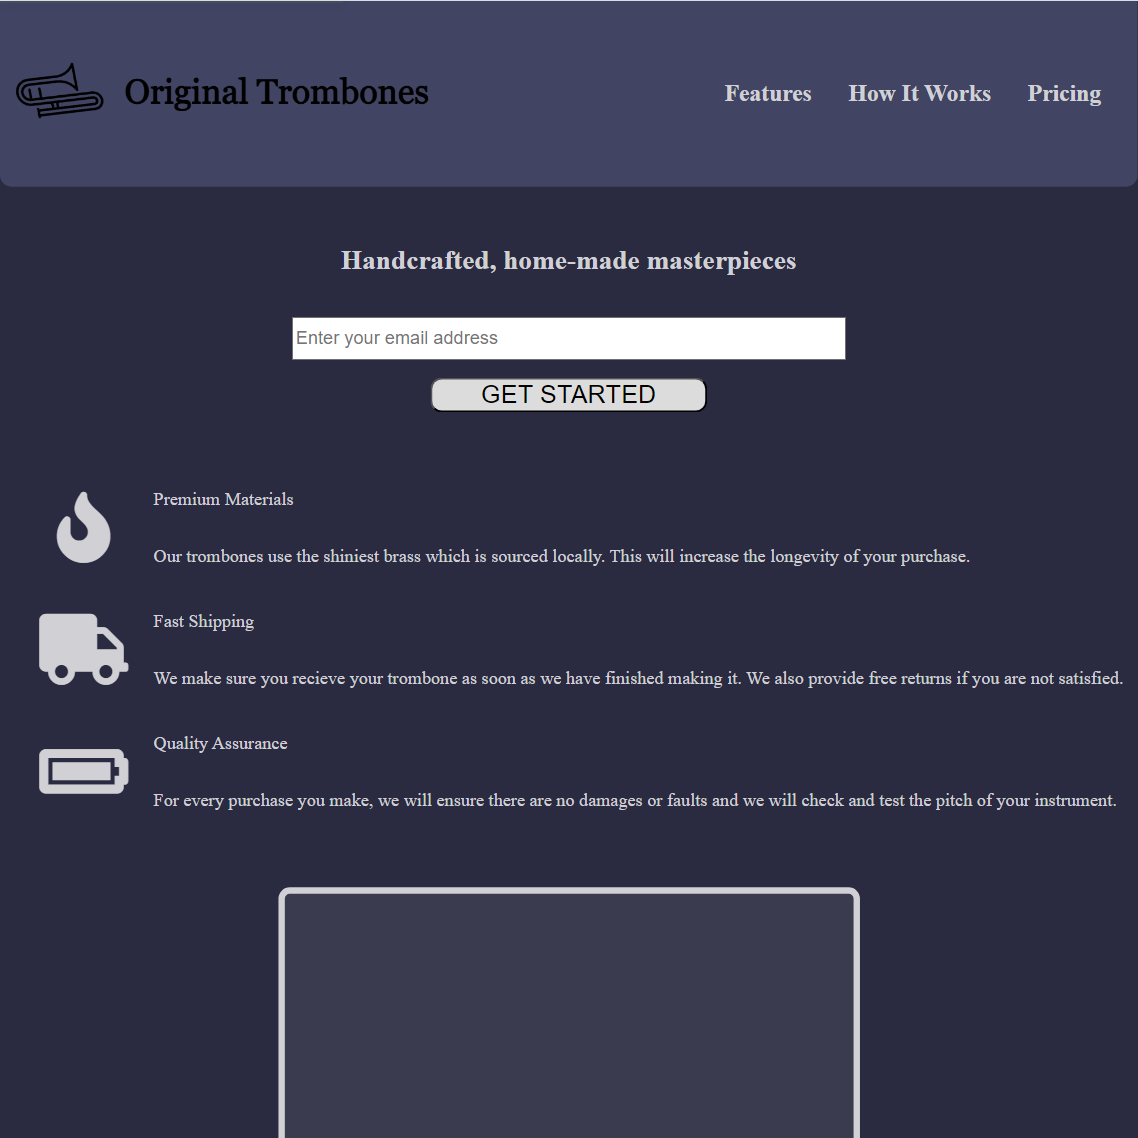 Original Trombones
Features How It Works Pricing
Handcrafted, home-made masterpieces
Enter your email address
GET STARTED
Premium Materials
Our trombones use the shiniest brass which is sourced locally. This will increase the longevity of your purchase.
Fast Shipping
We make sure you recieve your trombone as soon as we have finished making it. We also provide free returns if you are not satisfied.
Quality Assurance
For every purchase you make, we will ensure there are no damages or faults and we will check and test the pitch of your instrument.